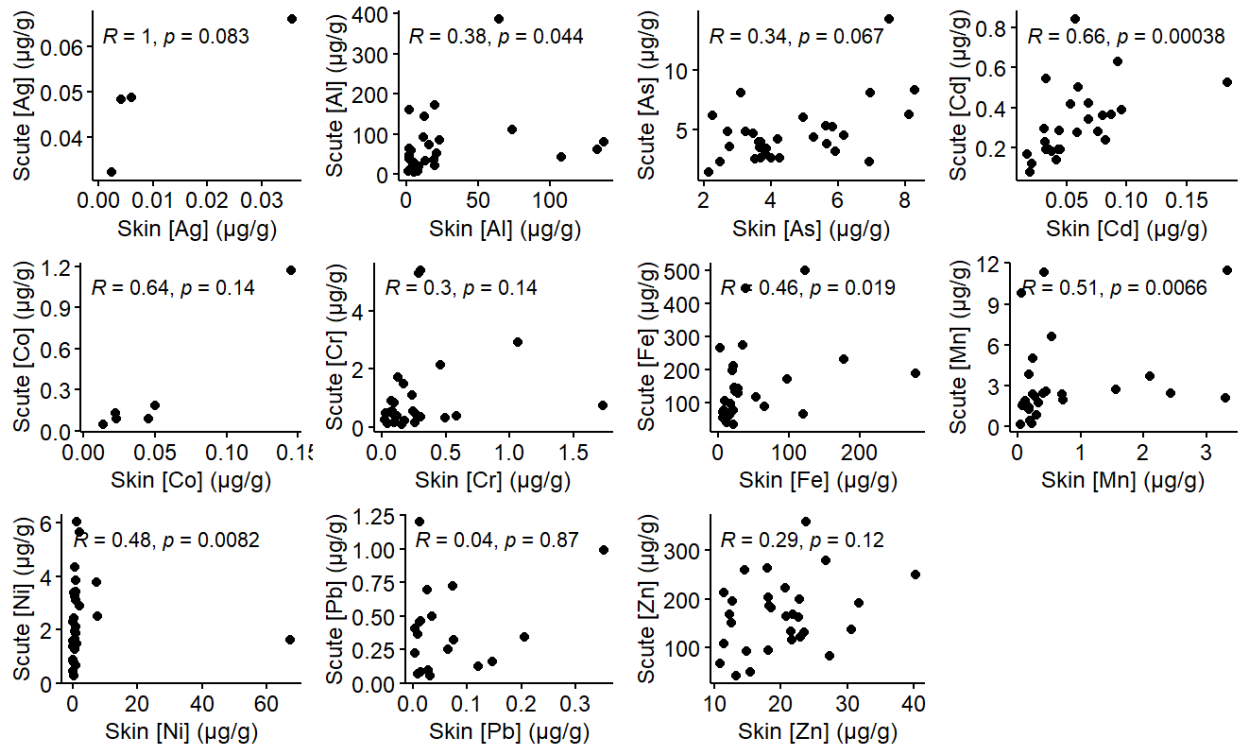 Scute [Ag] (µg/g)
R = 1, p = 0.083
0.06
0.05
0.04
0.00 0.01 0.02 0.03
Skin [Ag] (µg/g)
Scute [Al] (µg/g)
R = 0.38, p = 0.044
400
300
200
100
0
0 50 100
Skin [Al] (µg/g)
Scute [As] (µg/g)
R = 0.34, p = 0.067
10
5
2 4 6 8
Skin [As] (µg/g)
Scute [Cd] (µg/g)
R = 0.66, p = 0.00038
0.8
0.6
0.4
0.2
0.05 0.10 0.15
Skin [Cd] (µg/g)
Scute [Co] (µg/g)
R = 0.64, p = 0.14
1.2
0.9
0.6
0.3
0.0
0.00 0.05 0.10 0.15
Skin [Co] (µg/g)
Scute [Cr] (µg/g)
R = 0.3, p = 0.14
4
2
0
0.0 0.5 1.0 1.5
Skin [Cr] (µg/g)
Scute [Fe] (µg/g)
R = 0.46, p = 0.019
500
400
300
200
100
0 100 200
Skin [Fe] (µg/g)
Scute [Mn] (µg/g)
R = 0.51, p = 0.0066
12
9
6
3
0
0 1 2 3
Skin [Mn] (µg/g)
Scute [Ni] (µg/g)
R = 0.48, p = 0.0082
6
4
2
0
0 20 40 60
Skin [Ni] (µg/g)
Scute [Pb] (µg/g)
R = 0.04, p = 0.87
1.25
1.00
0.75
0.50
0.25
0.00
0.0 0.1 0.2 0.3
Skin [Pb] (µg/g)
Scute [Zn] (µg/g)
R = 0.29, p = 0.12
300
200
100
10 20 30 40
Skin [Zn] (µg/g)